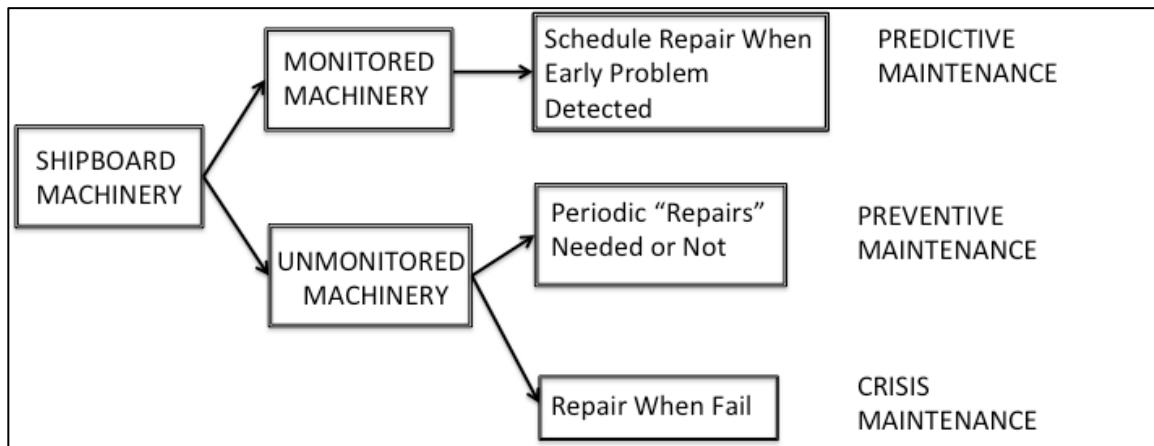 SHIPBOARD
MACHINERY
MONITORED
MACHINERY
Schedule Repair When
Early Problem
Detected
PREDICTIVE
MAINTENANCE
UNMONITORED
MACHINERY
Periodic “Repairs”
Needed or Not
PREVENTIVE
MAINTENANCE
Repair When Fail
CRISIS
MAINTENANCE